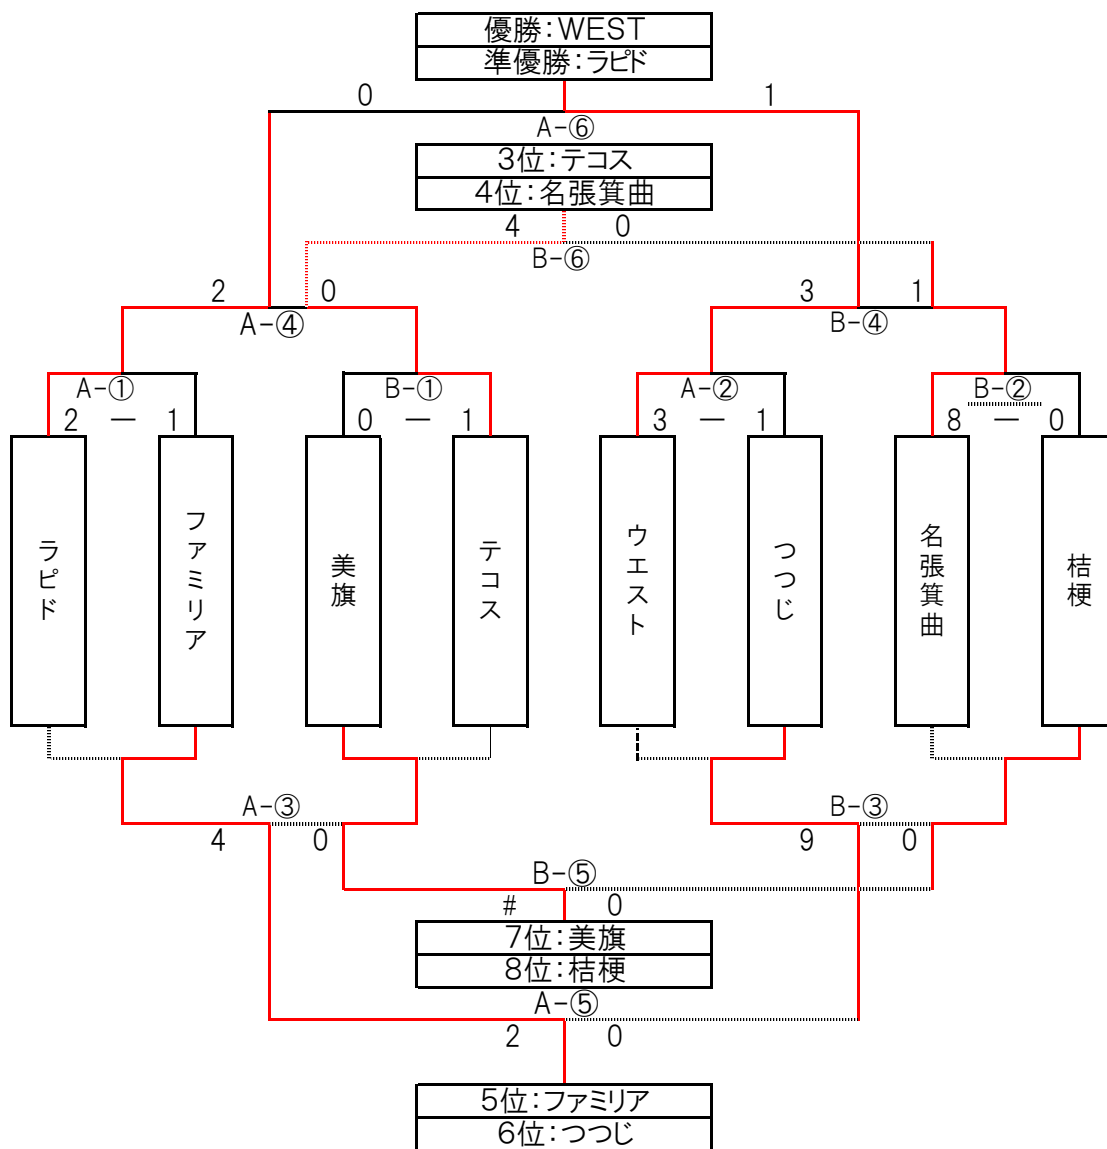 優勝：WEST
準優勝：ラピド
0 1
A-⑥
3位：テコス
4位：名張箕曲
4 0
B-⑥
2 0 3 1
A-④ B-④
A-① B-① A-② B-②
2 ー 1 0 ー 1 3 ー 1 8 ー 0
ラピド
ファミリア
美旗
テコス
ウエスト
つつじ
名張箕曲
桔梗
A-③ B-③
4 0 9 0
B-⑤
# 0
7位：美旗
8位：桔梗
A-⑤
2 0
5位：ファミリア
6位：つつじ